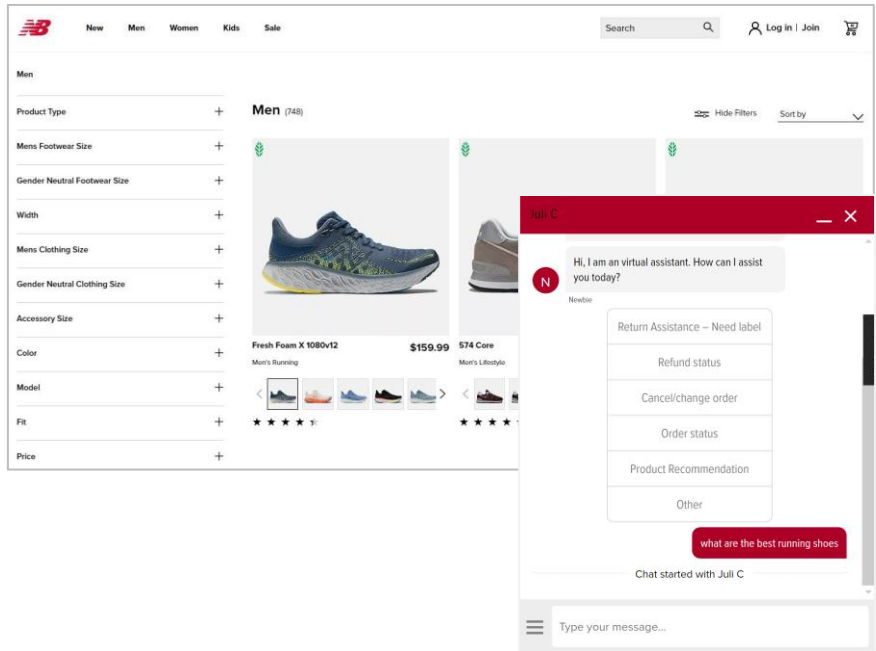 NB
New Men Women Kids Sale
Search
Log in | Join
Men
Product Type
Mens Footwear Size
Gender Neutral Footwear Size
Width
Mens Clothing Size
Gender Neutral Clothing Size
Accessory Size
Color
Model
Fit
Price
Men (748)
Hide Filters
Sort by
Fresh Foam X 1080v12 $159.99
Men's Running
574 Core
Men's Lifestyle
Juli C
Hi, I am an virtual assistant. How can I assist
you today?
N
Newbie
Return Assistance – Need label
Refund status
Cancel/change order
Order status
Product Recommendation
Other
what are the best running shoes
Chat started with Juli C
Type your message...